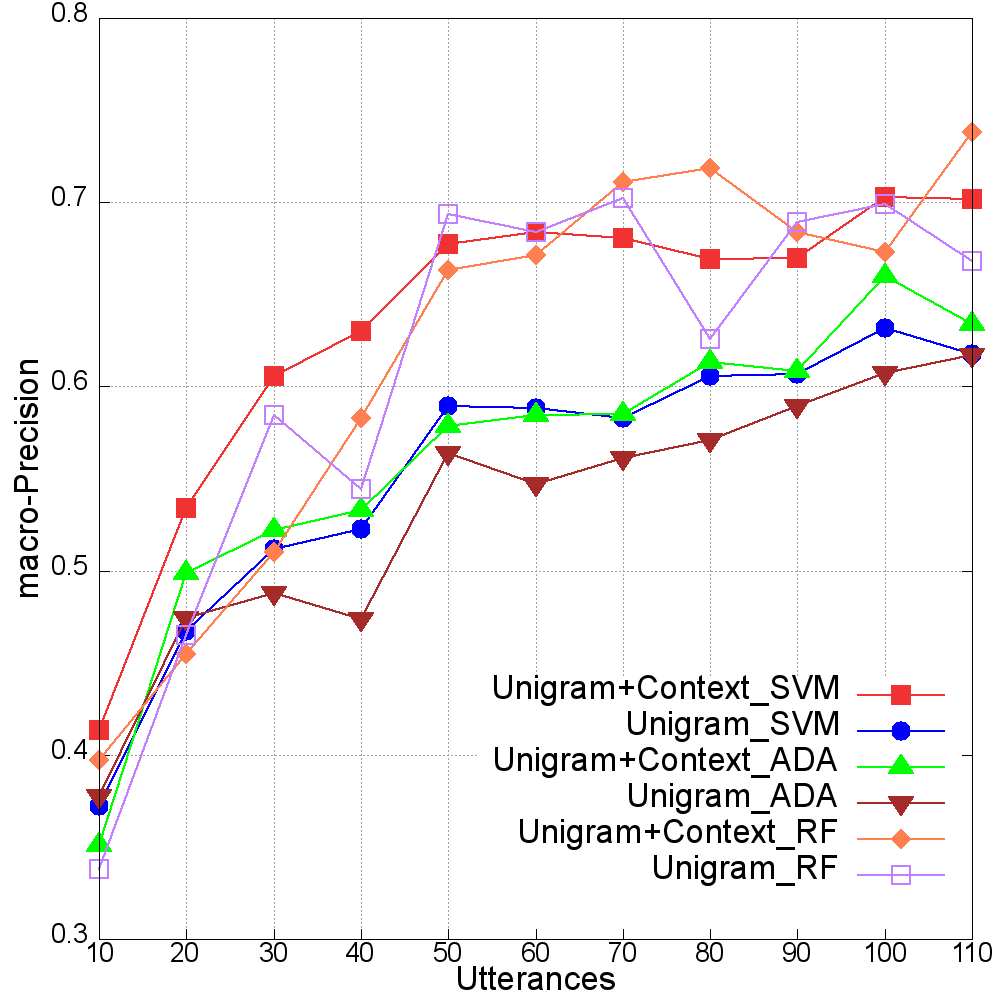 0.8
0.7
0.6
0.5
0.4
0.3
macro-Precision
Unigram+Context_SVM
Unigram_SVM
Unigram+Context_ADA
Unigram_ADA
Unigram+Context_RF
Unigram_RF
10 20 30 40 50 60 70 80 90 100 110
Utterances